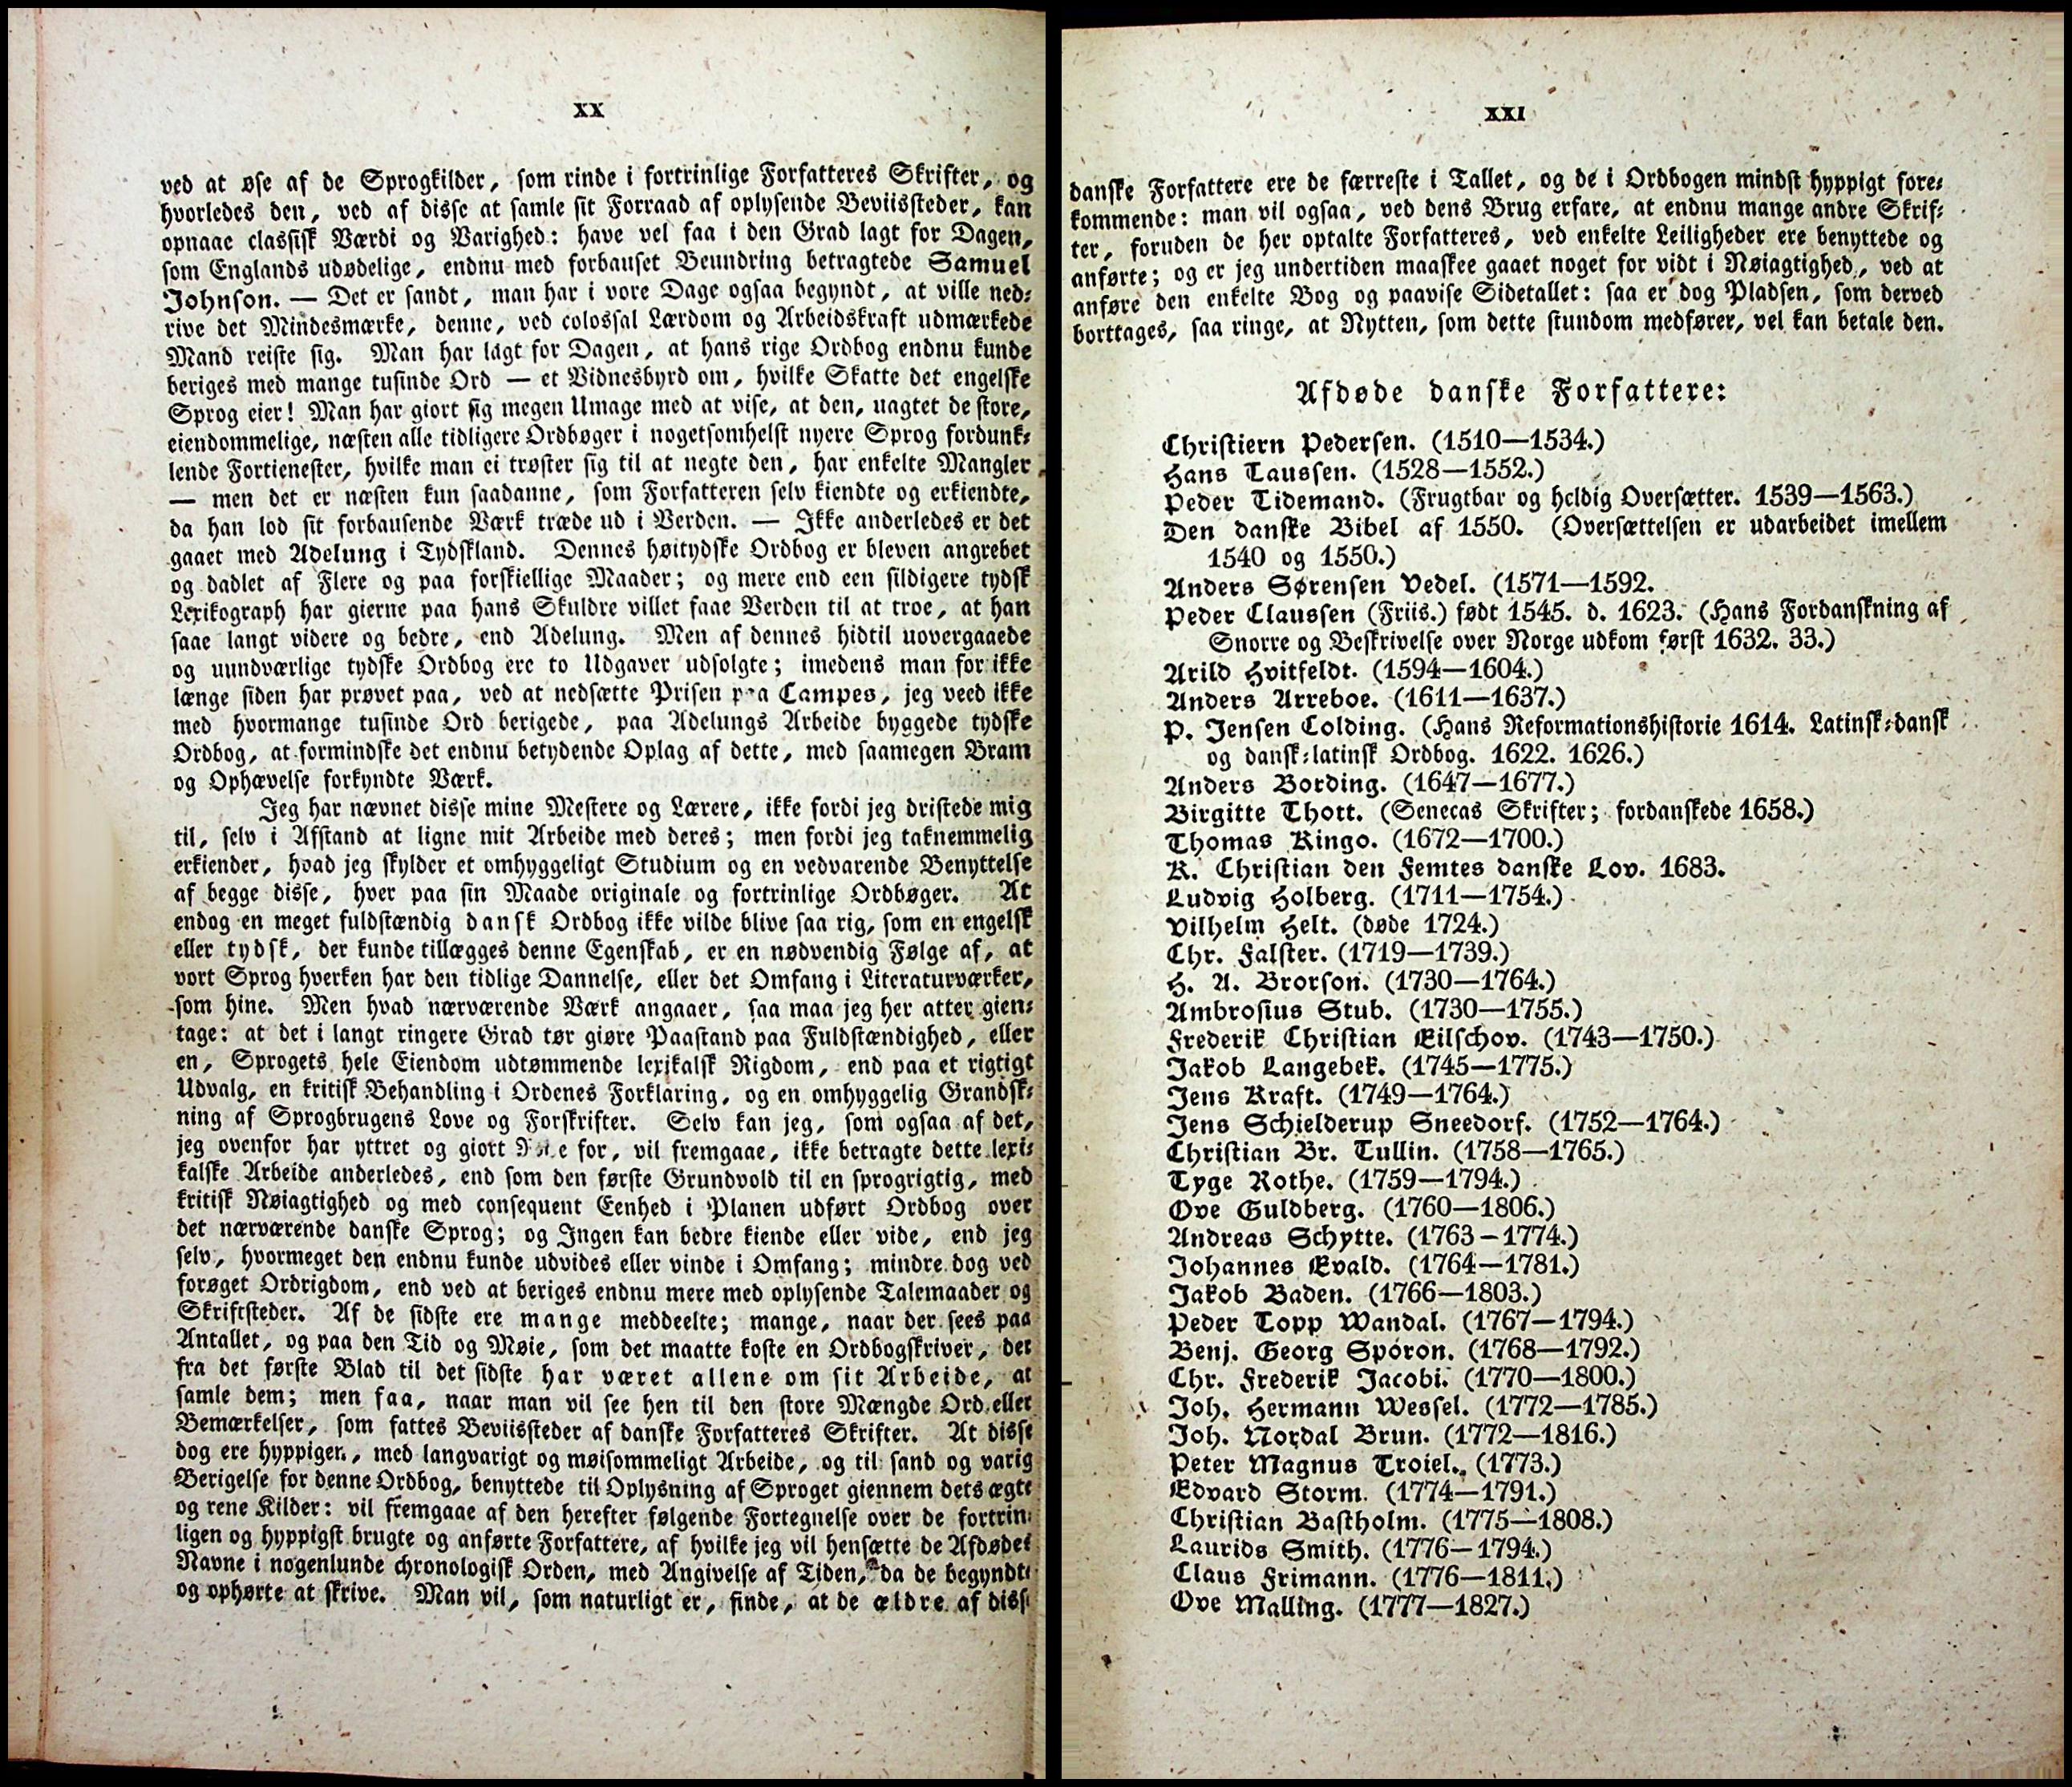 XX
ved at øse af de Sprogkilder, som rinde i fortrinlige Forfatteres Skrifter, og
hvorledes den, ved af disse at samle sit Forraad af oplysende Beviissteder, kan
opnaae classisk Værdi og Varighed: have vel faa i den Grad lagt for Dagen,
som Englands udødelige, endnu med forbauset Beundring betragtede Samuel
Johnson. — Det er sandt, man har i vore Dage ogsaa begyndt, at ville ned-
rive det Mindesmærke, denne, ved colossal Lærdom og Arbeidskraft udmærkede
Mand reiste sig. Man har lagt for Dagen, at hans rige Ordbog endnu kunde
beriges med mange tusinde Ord — et Vidnesbyrd om, hvilke Skatte det engelske
Sprog eier! Man har giort sig megen Umage med at vise, at den, uagtet de store,
eiendommelige, næsten alle tidligere Ordbøger i nogetsomhelst nyere Sprog fordunk-
lende Fortienester, hvilke man ei trøster sig til at negte den, har enkelte Mangler
— men det er næsten kun saadanne, som Forfatteren selv kiendte og erkiendte,
da han lod sit forbausende Værk træde ud i Verden. — Ikke anderledes er det
gaaet med Adelung i Tydskland. Dennes høitydske Ordbog er bleven angrebet
og dadlet af Flere og paa forskiellige Maader; og mere end een sildigere tydsk
Lexikograph har gierne paa hans Skuldre villet faae Verden til at troe, at han
saae langt videre og bedre, end Adelung. Men af dennes hidtil uovergaaede
og uundværlige tydske Ordbog ere to Udgaver udsolgte; imedens man for ikke
længe siden har prøvet paa, ved at nedsætte Prisen paa Campes, jeg veed ikke
med hvormange tusinde Ord berigede, paa Adelungs Arbeide byggede tydske
Ordbog, at formindske det endnu betydende Oplag af dette, med saamegen Bram
og Ophævelse forkyndte Værk.
Jeg har nævnet disse mine Mestere og Lærere, ikke fordi jeg dristede mig
til, selv i Afstand at ligne mit Arbeide med deres; men fordi jeg taknemmelig
erkiender, hvad jeg skylder et omhyggeligt Studium og en vedvarende Benyttelse
af begge disse, hver paa sin Maade originale og fortrinlige Ordbøger. At
endog en meget fuldstændig dansk Ordbog ikke vilde blive saa rig, som en engelsk
eller tydsk, der kunde tillægges denne Egenskab, er en nødvendig Følge af, at
vort Sprog hverken har den tidlige Dannelse, eller det Omfang i Literaturværker,
som hine. Men hvad nærværende Værk angaaer, saa maa jeg her atter gien-
tage: at det i langt ringere Grad tør giøre Paastand paa Fuldstændighed, eller
en, Sprogets hele Eiendom udtømmende lexikalsk Rigdom, end paa et rigtigt
Udvalg, en kritisk Behandling i Ordenes Forklaring, og en omhyggelig Grandsk-
ning af Sprogbrugens Love og Forskrifter. Selv kan jeg, som ogsaa af det,
jeg ovenfor har yttret og giort Rede for, vil fremgaae, ikke betragte dette lexi-
kalske Arbeide anderledes, end som den første Grundvold til en sprogrigtig, med
kritisk Nøiagtighed og med consequent Eenhed i Planen udført Ordbog over
det nærværende danske Sprog; og Ingen kan bedre kiende eller vide, end jeg
selv, hvormeget den endnu kunde udvides eller vinde i Omfang; mindre dog ved
forøget Ordrigdom, end ved at beriges endnu mere med oplysende Talemaader og
Skriftsteder. Af de sidste ere mange meddeelte; mange, naar der sees paa
Antallet, og paa den Tid og Møie, som det maatte koste en Ordbogskriver, der
fra det første Blad til det sidste har været allene om sit Arbeide, at
samle dem; men faa, naar man vil see hen til den store Mængde Ord eller
Bemærkelser, som fattes Beviissteder af danske Forfatteres Skrifter. At disse
dog ere hyppigen, med langvarigt og møisommeligt Arbeide, og til sand og varig
Berigelse for denne Ordbog, benyttede til Oplysning af Sproget giennem dets ægte
og rene Kilder: vil fremgaae af den herefter følgende Fortegnelse over de fortrin-
ligen og hyppigst brugte og anførte Forfattere, af hvilke jeg vil hensætte de Afdødes
Navne i nogenlunde chronologisk Orden, med Angivelse af Tiden, da de begyndte
og ophørte at skrive. Man vil, som naturligt er, finde, at de ældre af disse
XXI
danske Forfattere ere de færreste i Tallet, og de i Ordbogen mindst hyppigt fore-
kommende: man vil ogsaa, ved dens Brug erfare, at endnu mange andre Skrif-
ter, foruden de her optalte Forfatteres, ved enkelte Leiligheder ere benyttede og
anførte; og er jeg undertiden maaskee gaaet noget for vidt i Nøiagtighed, ved at
anføre den enkelte Bog og paavise Sidetallet: saa er dog Pladsen, som derved
borttages, saa ringe, at Nytten, som dette stundom medfører, vel kan betale den.
Afdøde danske Forfattere:
Christiern Pedersen. (1510—1534.)
Hans Taussen. (1528—1552.)
Peder Tidemand. (Frugtbar og heldig Oversætter. 1539—1563.)
Den danske Bibel af 1550. (Oversættelsen er udarbeidet imellem
1540 og 1550.)
Anders Sørensen Vedel. (1571—1592.
Peder Claussen (Friis.) født 1545. d. 1623. (Hans Fordanskning af
Snorre og Beskrivelse over Norge udkom først 1632. 33.)
Arild Hvitfeldt. (1594—1604.)
Anders Arreboe. (1611—1637.)
P. Jensen Colding. (Hans Reformationshistorie 1614. Latinsk-dansk
og dansk-latinsk Ordbog. 1622. 1626.)
Anders Bording. (1647—1677.)
Birgitte Thott. (Senecas Skrifter; fordanskede 1658.)
Thomas Kingo. (1672—1700.)
K. Christian den Femtes danske Lov. 1683.
Ludvig Holberg. (1711—1754.)
Vilhelm Helt. (døde 1724.)
Chr. Falster. (1719—1739.)
H. A. Brorson. (1730—1764.)
Ambrosius Stub. (1730—1755.)
Frederik Christian Eilschov. (1743—1750.)
Jakob Langebek. (1745—1775.)
Jens Kraft. (1749—1764.)
Jens Schielderup Sneedorf. (1752—1764.)
Christian Br. Tullin. (1758—1765.)
Tyge Rothe. (1759—1794.)
Ove Guldberg. (1760—1806.)
Andreas Schytte. (1763—1774.)
Johannes Evald. (1764—1781.)
Jakob Baden. (1766—1803.)
Peder Topp Wandal. (1767—1794.)
Benj. Georg Sporon. (1768—1792.)
Chr. Frederik Jacobi. (1770—1800.)
Joh. Hermann Wessel. (1772—1785.)
Joh. Nordal Brun. (1772—1816.)
Peter Magnus Troiel. (1773.)
Edvard Storm. (1774—1791.)
Christian Bastholm. (1775—1808.)
Laurids Smith. (1776—1794.)
Claus Frimann. (1776—1811.)
Ove Malling. (1777—1827.)